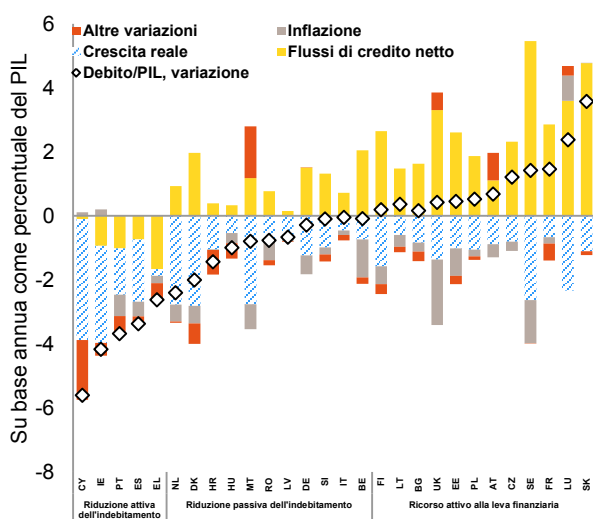 Su base annua come percentuale del PIL
6
4
2
0
-2
-4
-6
-8
Altre variazioni
Inflazione
Crescita reale
Flussi di credito netto
Debito/PIL, variazione
CY IE PT ES EL NL DK HR HU MT RO LV DE SI IT BE FI LT BG UK EE PL AT CZ SE FR LU SK
Riduzione attiva
dell'indebitamento
Riduzione passiva dell'indebitamento
Ricorso attivo alla leva finanziaria